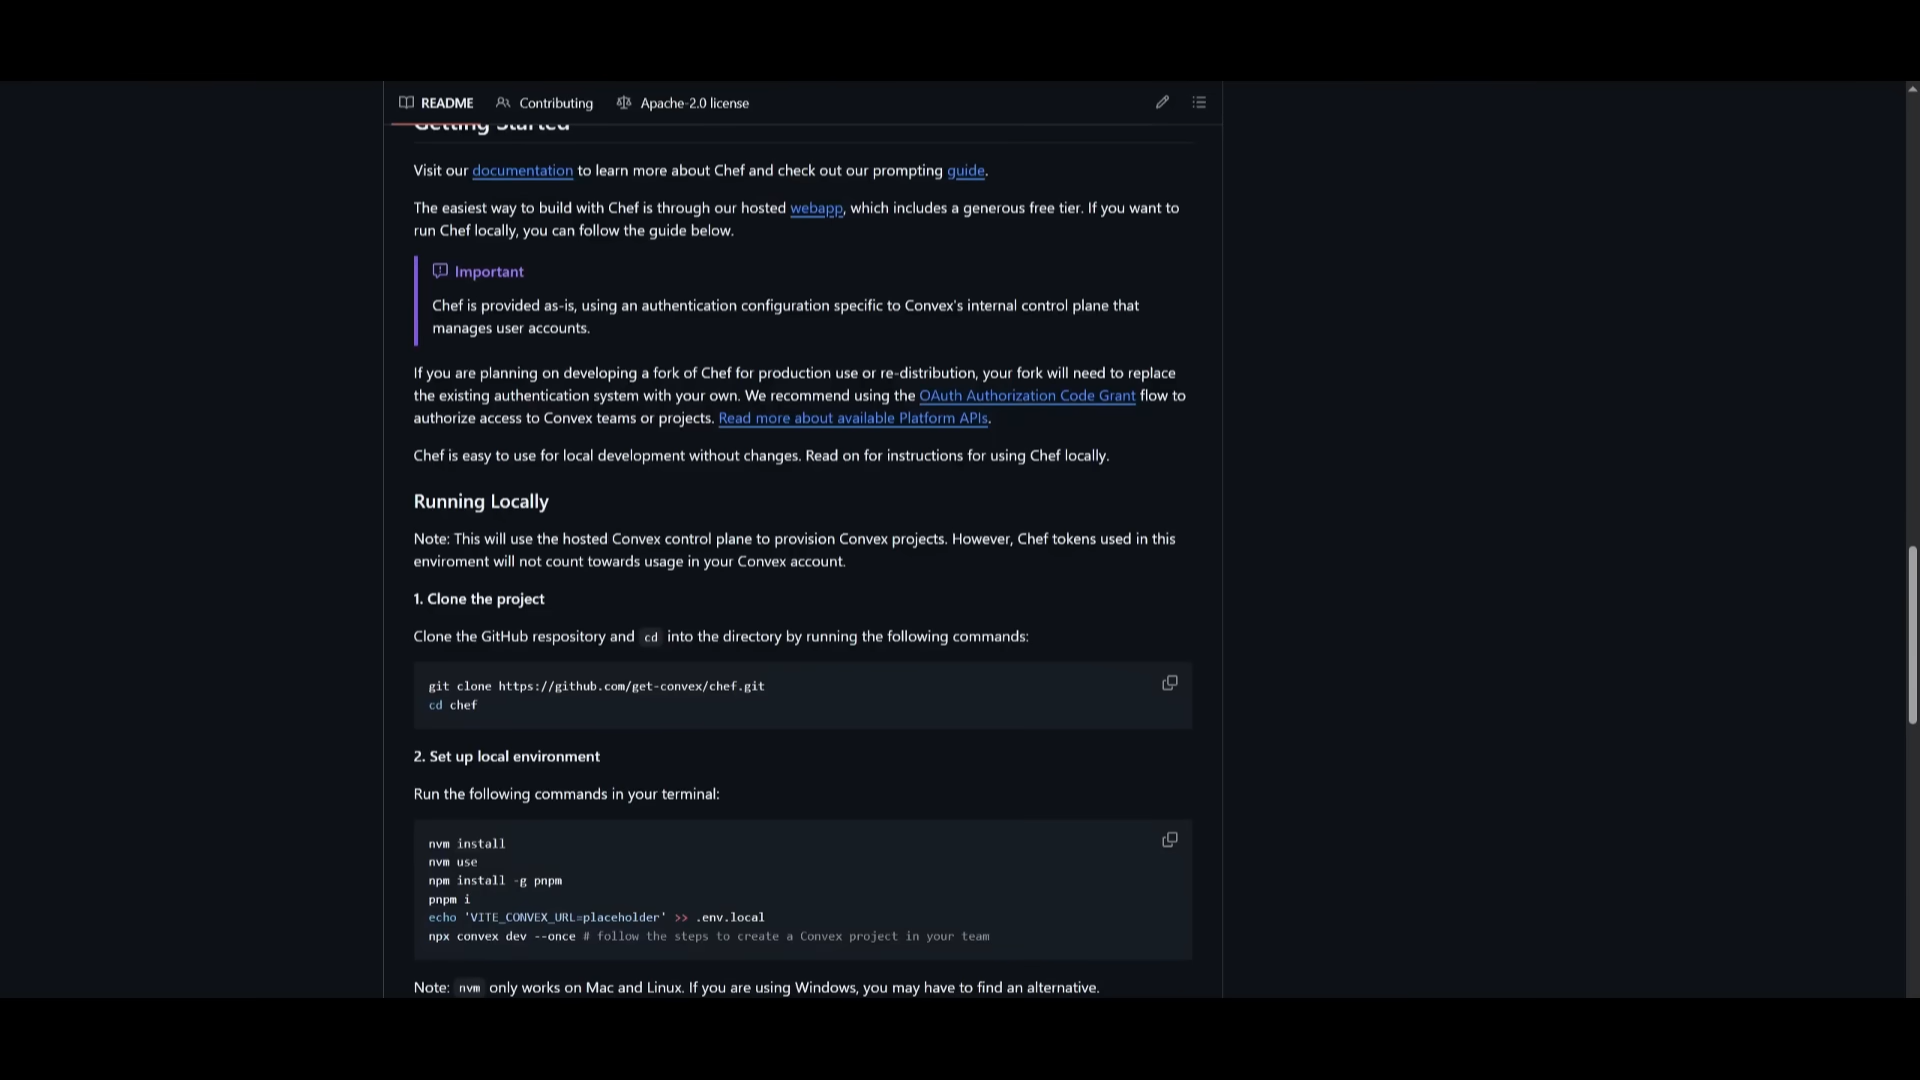 README Contributing Apache-2.0 license
Getting Started
Visit our documentation to learn more about Chef and check out our prompting guide.
The easiest way to build with Chef is through our hosted webapp, which includes a generous free tier. If you want to
run Chef locally, you can follow the guide below.
Important
Chef is provided as-is, using an authentication configuration specific to Convex's internal control plane that
manages user accounts.
If you are planning on developing a fork of Chef for production use or re-distribution, your fork will need to replace
the existing authentication system with your own. We recommend using the OAuth Authorization Code Grant flow to
authorize access to Convex teams or projects. Read more about available Platform APIs.
Chef is easy to use for local development without changes. Read on for instructions for using Chef locally.
Running Locally
Note: This will use the hosted Convex control plane to provision Convex projects. However, Chef tokens used in this
enviroment will not count towards usage in your Convex account.
1. Clone the project
Clone the GitHub respository and cd into the directory by running the following commands:
git clone https://github.com/get-convex/chef.git
cd chef
2. Set up local environment
Run the following commands in your terminal:
nvm install
nvm use
npm install -g pnpm
pnpm i
echo 'VITE_CONVEX_URL=placeholder' >> .env.local
npx convex dev --once # follow the steps to create a Convex project in your team
Note: nvm only works on Mac and Linux. If you are using Windows, you may have to find an alternative.